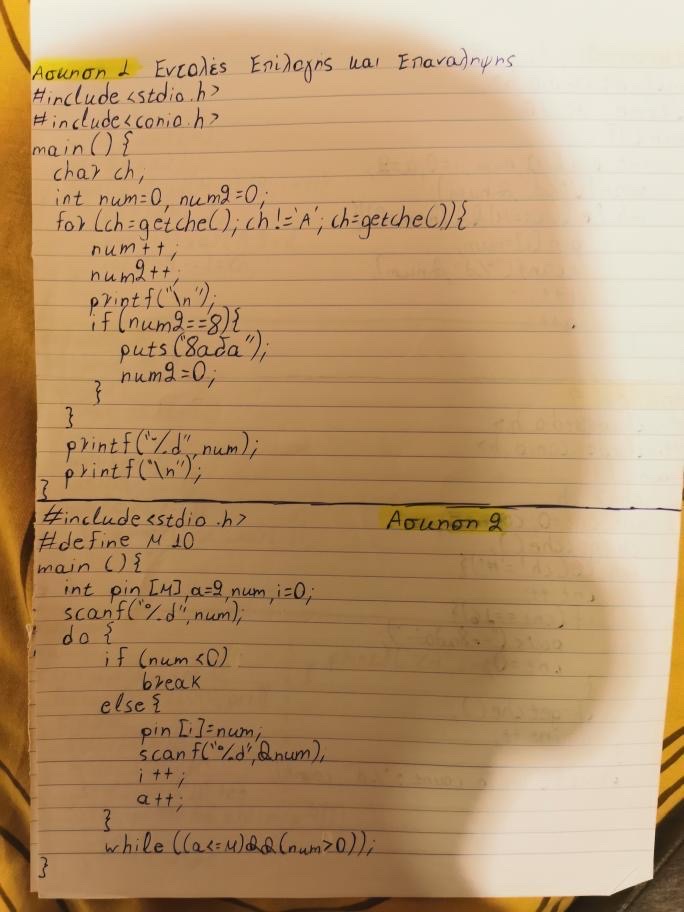 Ασκηση 1 Εντολές Επιλογής και Επαναληψης
#include <stdio.h>
#include<conio.h>
main(){
char ch;
int num=0, num2=0;
for (ch=getche(); ch!='A'; ch=getche()){
num++;
num2++;
printf("\n");
if (num2==8){
puts("8ada");
num2=0;
}
}
printf("%d",num);
printf("\n");
}
#include<stdio.h> Ασκηση 2
#define M 10
main (){
int pin [M],a=2,num,i=0;
scanf("%d",num);
do {
if (num<0)
break
else {
pin [i]=num;
scanf("%d",&num);
i++;
a++;
}
while ((a<=M)&&(num>0));
}